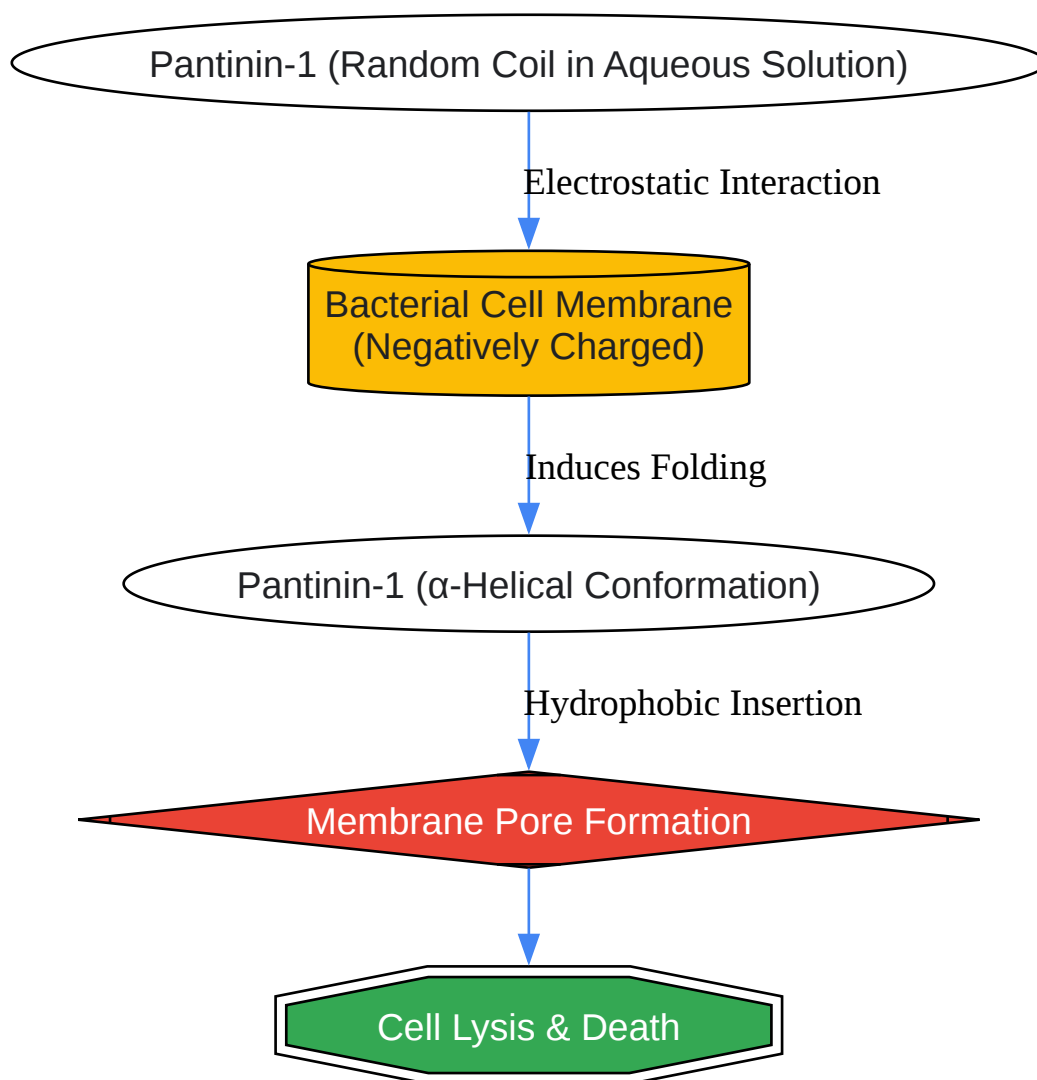 Pantinin-1 (Random Coil in Aqueous Solution)
Electrostatic Interaction
Bacterial Cell Membrane
(Negatively Charged)
Induces Folding
Pantinin-1 (α-Helical Conformation)
Hydrophobic Insertion
Membrane Pore Formation
Cell Lysis & Death